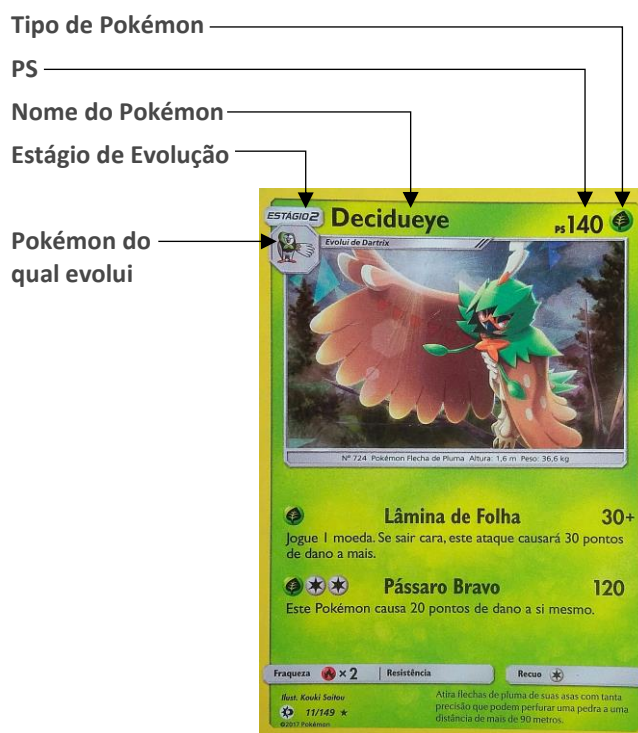 Tipo de Pokémon
PS
Nome do Pokémon
Estágio de Evolução
Pokémon do
qual evolui
ESTÁGIO2 Decidueye PS140
Evolui de Dartrix
Nº 724 Pokémon Flecha de Pluma Altura: 1,6 m Peso: 36,6 kg
Lâmina de Folha 30+
Jogue 1 moeda. Se sair cara, este ataque causará 30 pontos
de dano a mais.
Pássaro Bravo 120
Este Pokémon causa 20 pontos de dano a si mesmo.
Fraqueza ×2 Resistência Recuo
Ilust. Kouki Saitou
11/149 ★
©2017 Pokémon
Atira flechas de pluma de suas asas com tanta
precisão que podem perfurar uma pedra a uma
distância de mais de 90 metros.